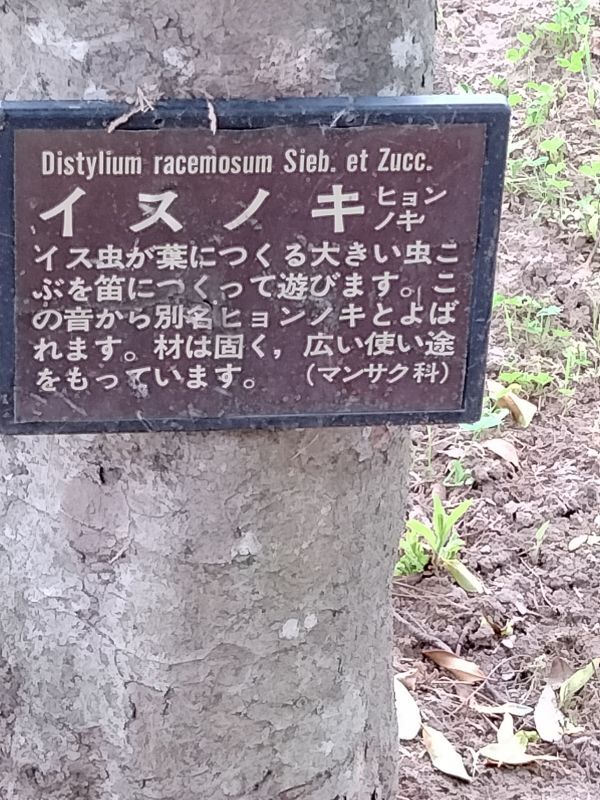 Distylium racemosum Sieb. et Zucc.
イスノキ ヒョンノキ
イス虫が葉につくる大きい虫こ
ぶを笛につくって遊びます。こ
の音から別名ヒョンノキとよば
れます。材は固く，広い使い途
をもっています。 （マンサク科）